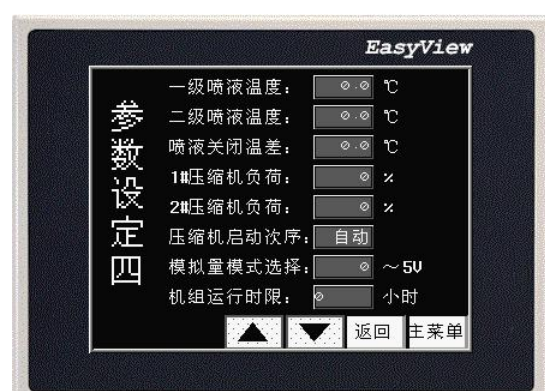 EasyView
参数设定四
一级喷液温度： 0.0 ℃
二级喷液温度： 0.0 ℃
喷液关闭温差： 0.0 ℃
1#压缩机负荷： 0 %
2#压缩机负荷： 0 %
压缩机启动次序： 自动
模拟量模式选择： 0 ～5V
机组运行时限： 0 小时
返回 主菜单